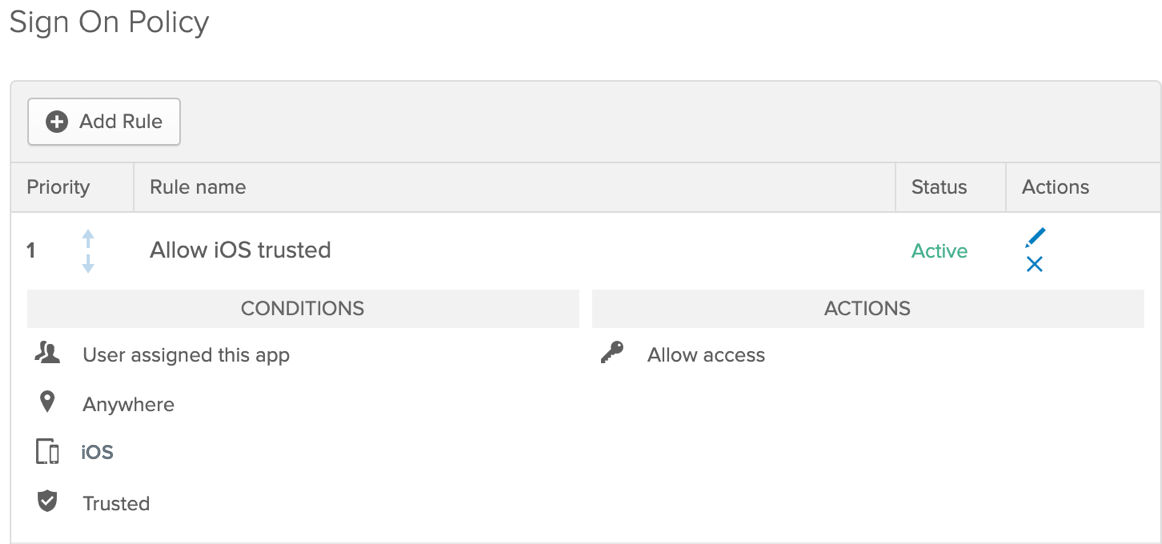 Sign On Policy
Add Rule
Priority Rule name Status Actions
1 Allow iOS trusted Active
CONDITIONS ACTIONS
User assigned this app Allow access
Anywhere
iOS
Trusted